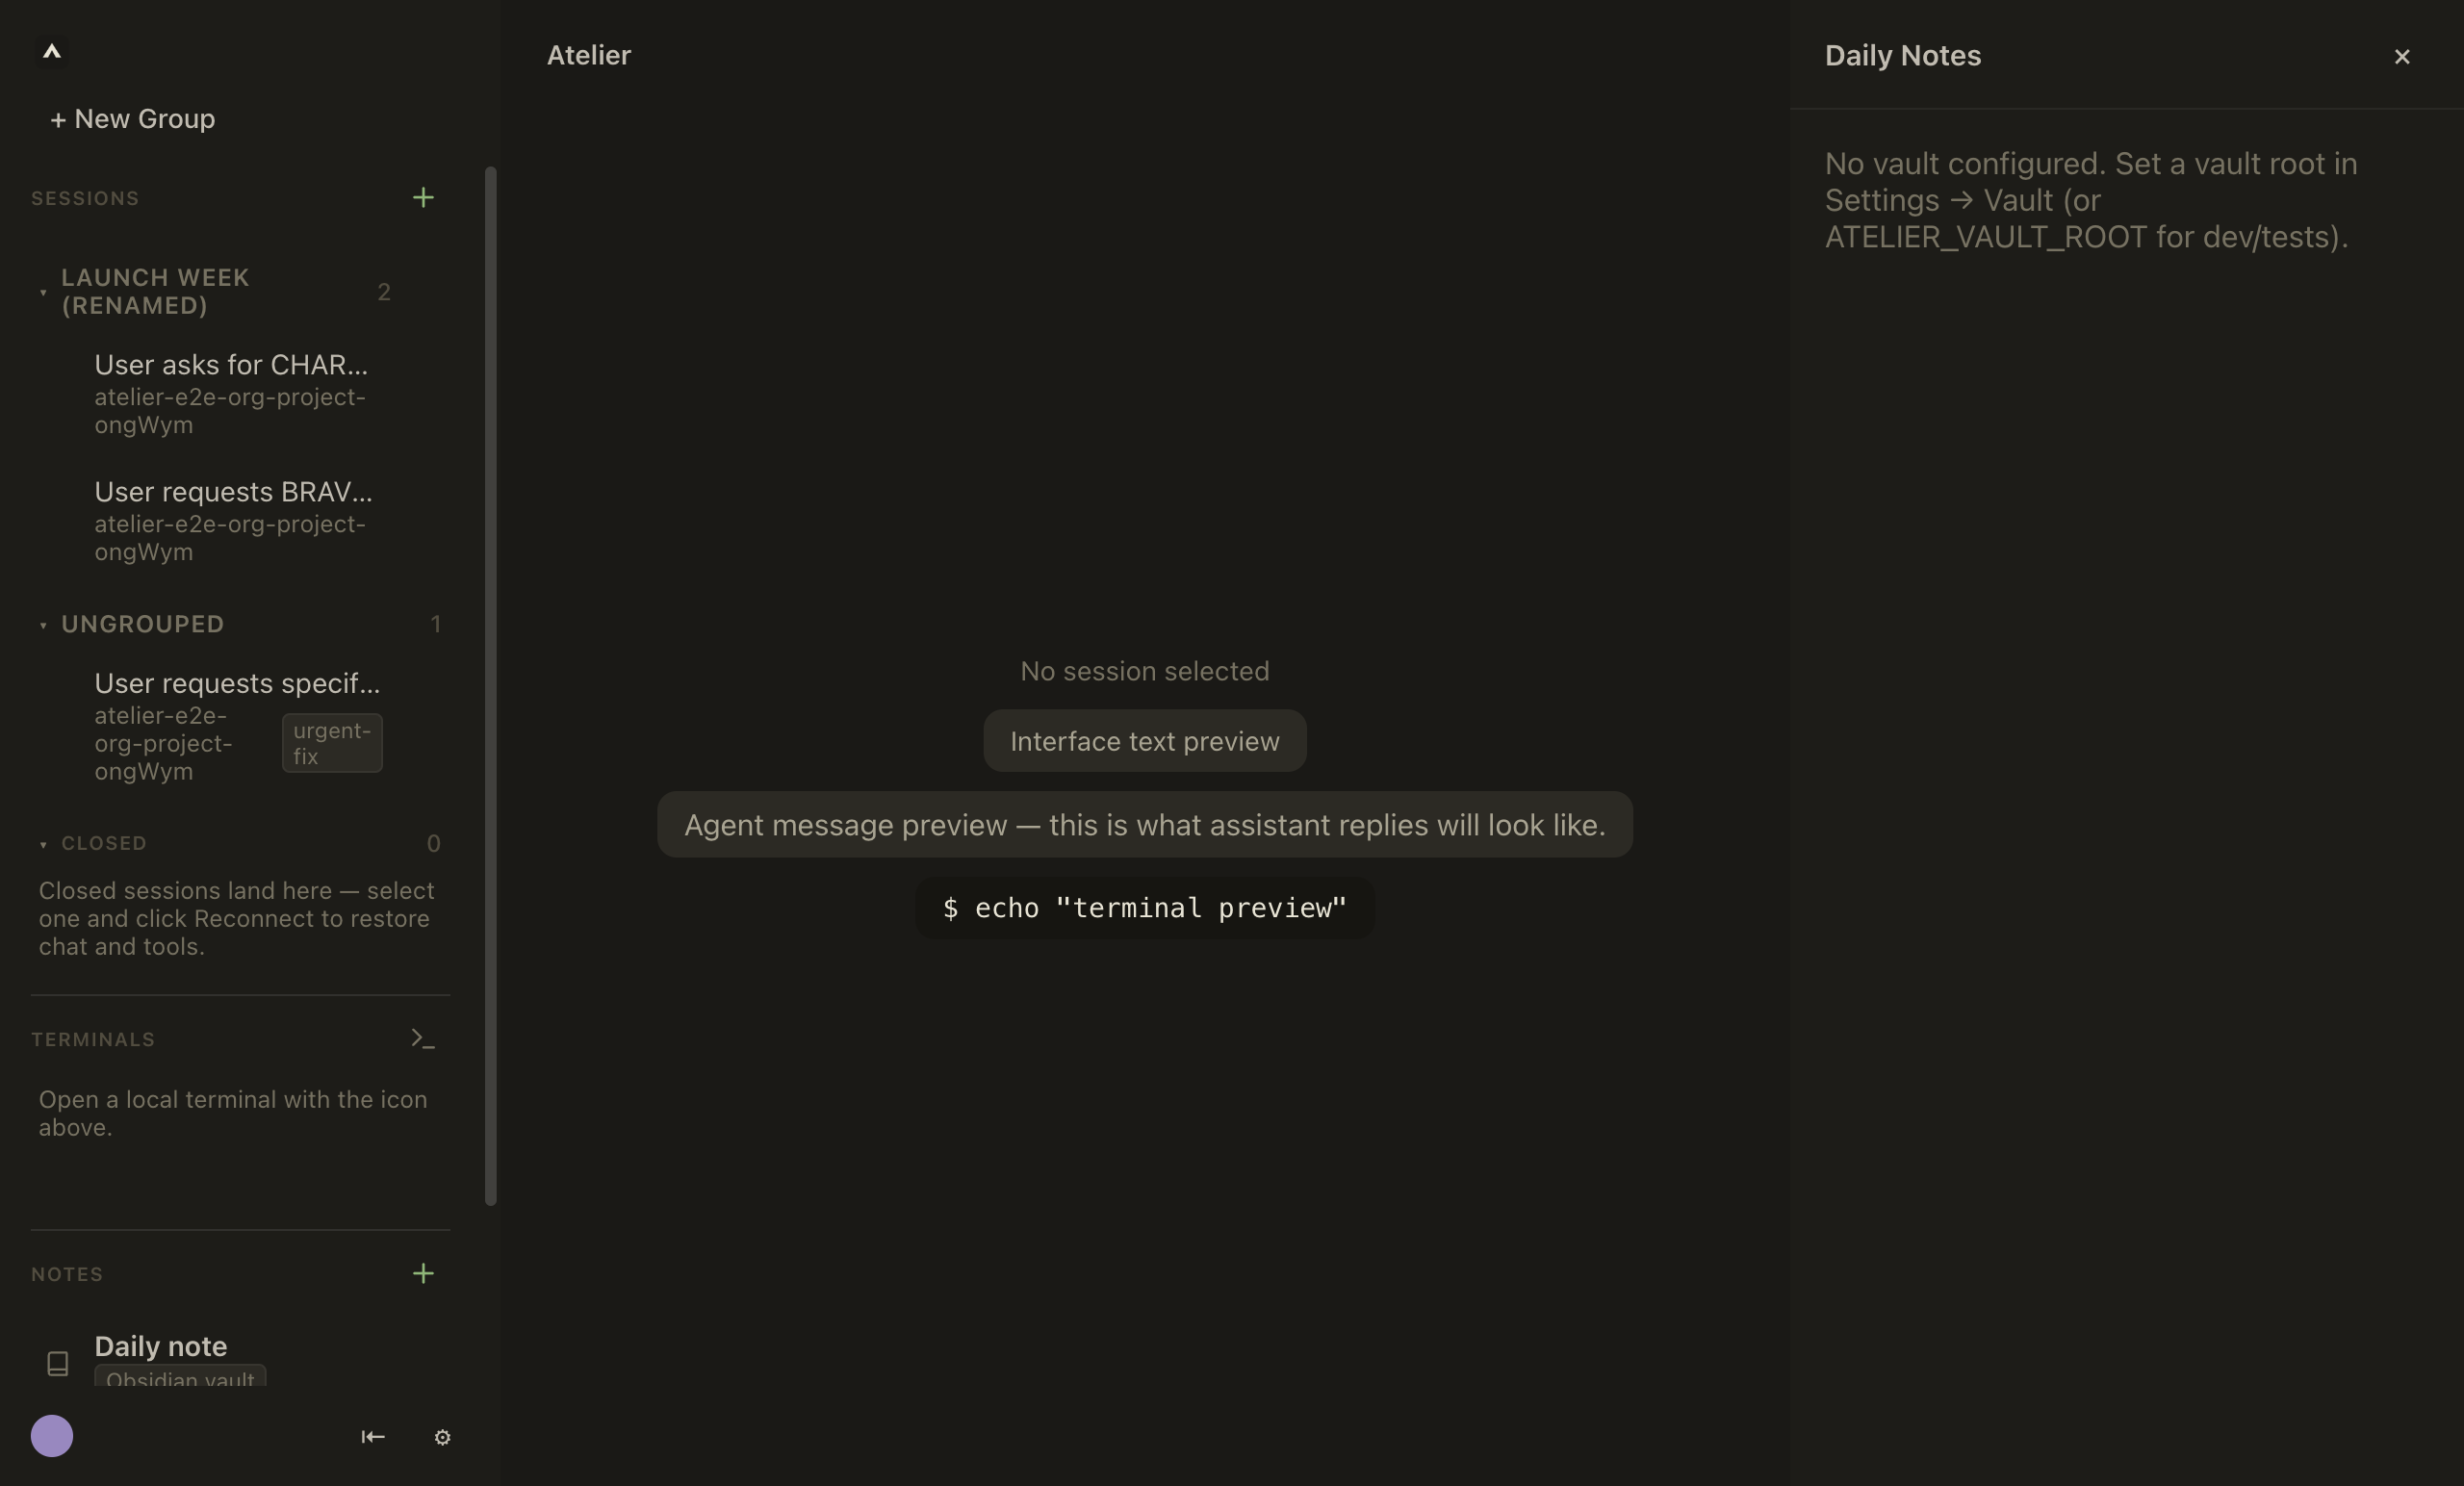 + New Group
SESSIONS
LAUNCH WEEK
(RENAMED)
2
User asks for CHAR...
atelier-e2e-org-project-
ongWym
User requests BRAV...
atelier-e2e-org-project-
ongWym
UNGROUPED
1
User requests specif...
atelier-e2e-
org-project-
ongWym
urgent-
fix
CLOSED
0
Closed sessions land here — select
one and click Reconnect to restore
chat and tools.
TERMINALS
Open a local terminal with the icon
above.
NOTES
Daily note
Obsidian vault
Atelier
No session selected
Interface text preview
Agent message preview — this is what assistant replies will look like.
$ echo "terminal preview"
Daily Notes
No vault configured. Set a vault root in
Settings → Vault (or
ATELIER_VAULT_ROOT for dev/tests).